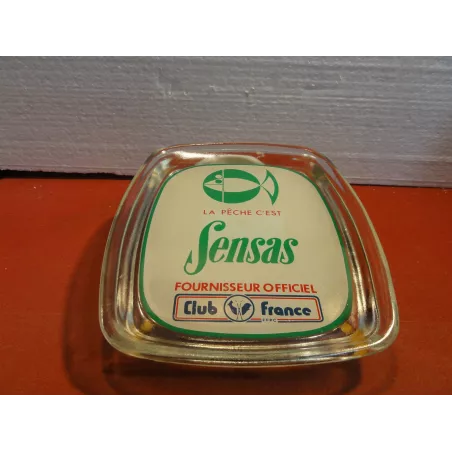 LA PÊCHE C'EST
Sensas
FOURNISSEUR OFFICIEL
Club France